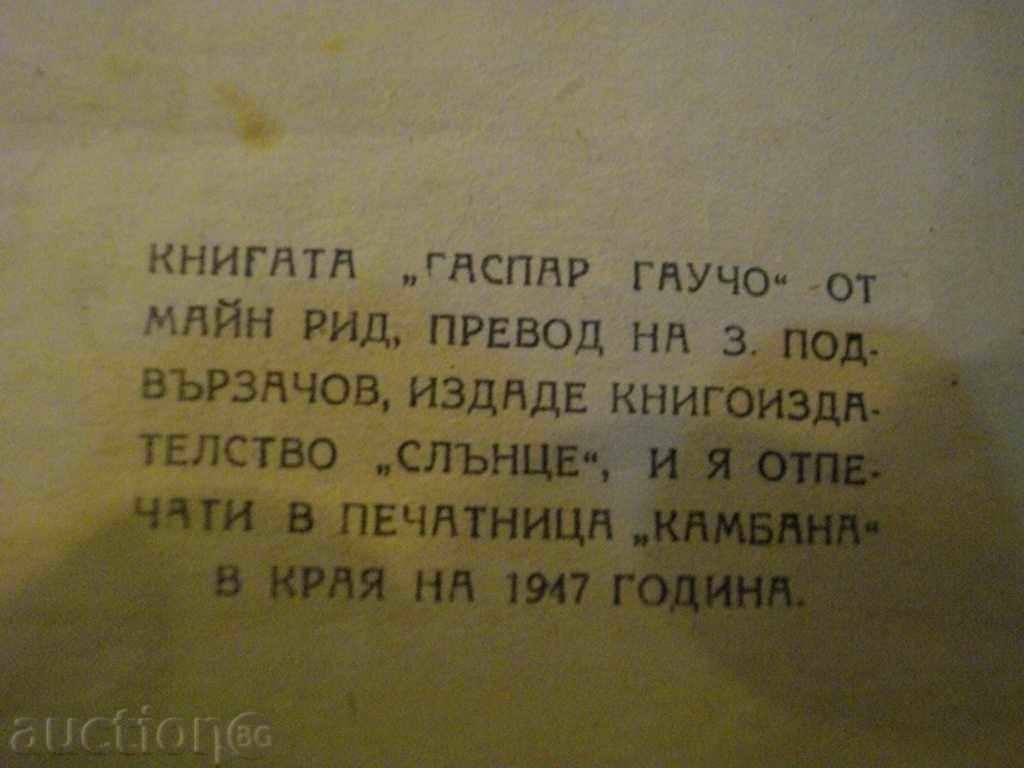 КНИГАТА „ГАСПАР ГАУЧО“ ОТ
МАЙН РИД, ПРЕВОД НА З. ПОД-
ВЪРЗАЧОВ, ИЗДАДЕ КНИГОИЗДА-
ТЕЛСТВО „СЛЪНЦЕ“, И Я ОТПЕ-
ЧАТИ В ПЕЧАТНИЦА „КАМБАНА“
В КРАЯ НА 1947 ГОДИНА.
auction BG